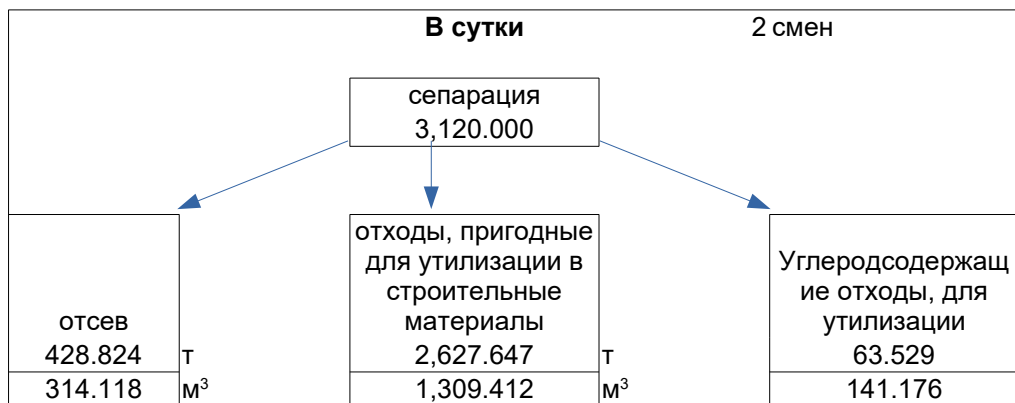 В сутки 2 смен
сепарация
3,120.000
отходы, пригодные
для утилизации в
строительные
материалы
Углеродсодержащ
ие отходы, для
утилизации
отсев
428.824 т 2,627.647 т 63.529
314.118 м³ 1,309.412 м³ 141.176